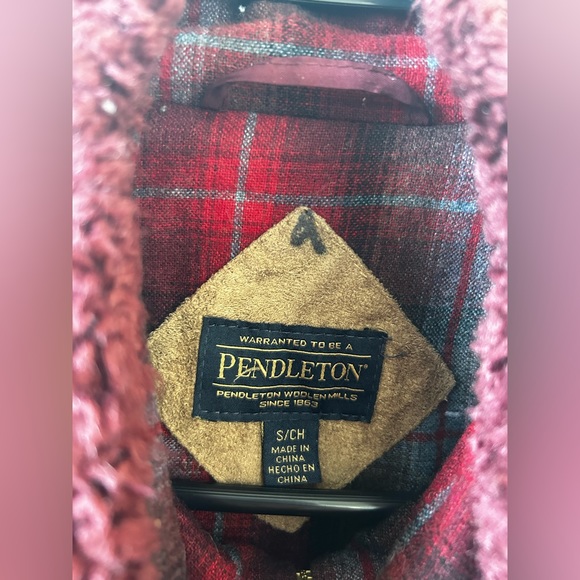 A
WARRANTED TO BE A
PENDLETON®
PENDLETON WOOLEN MILLS
SINCE 1863
S/CH
MADE IN
CHINA
HECHO EN
CHINA